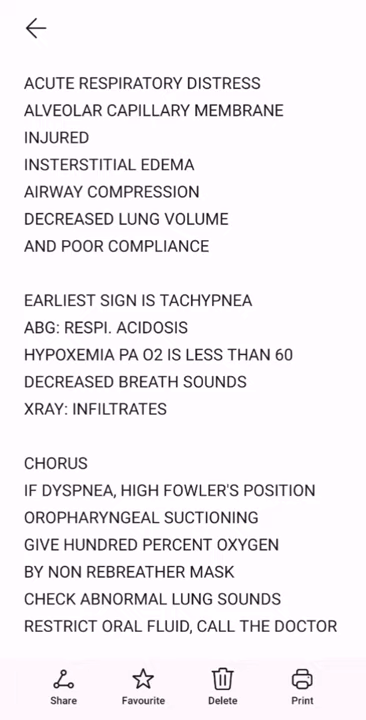 ACUTE RESPIRATORY DISTRESS
ALVEOLAR CAPILLARY MEMBRANE
INJURED
INSTERSTITIAL EDEMA
AIRWAY COMPRESSION
DECREASED LUNG VOLUME
AND POOR COMPLIANCE
EARLIEST SIGN IS TACHYPNEA
ABG: RESPI. ACIDOSIS
HYPOXEMIA PA O2 IS LESS THAN 60
DECREASED BREATH SOUNDS
XRAY: INFILTRATES
CHORUS
IF DYSPNEA, HIGH FOWLER'S POSITION
OROPHARYNGEAL SUCTIONING
GIVE HUNDRED PERCENT OXYGEN
BY NON REBREATHER MASK
CHECK ABNORMAL LUNG SOUNDS
RESTRICT ORAL FLUID, CALL THE DOCTOR
Share Favourite Delete Print